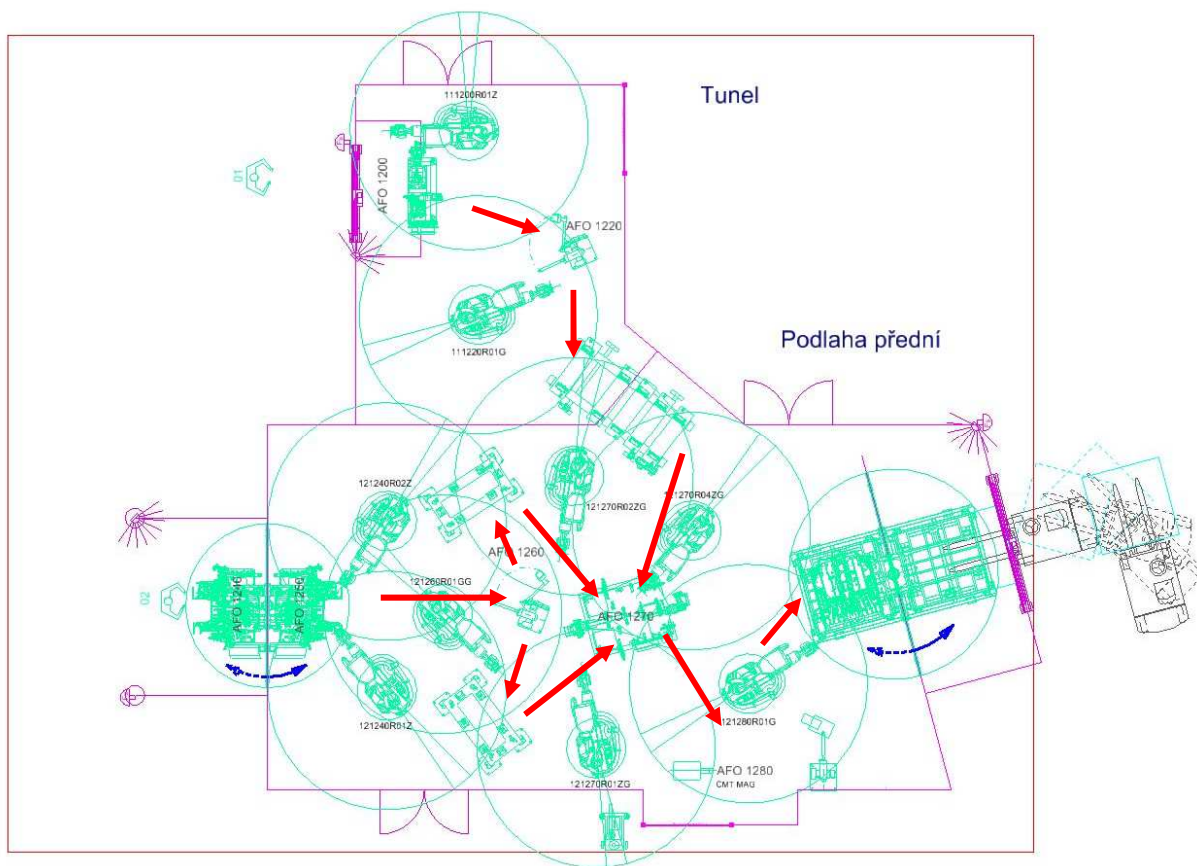 Tunel
111200R01Z
01
AFO 1200
AFO 1220
111220R01G
Podlaha přední
121240R02Z
121270R02ZG
121270R04ZG
AFO 1260
121260R01GG
02
AFO 1240
AFO 1250
AFO 1270
121240R01Z
121280R01G
121270R01ZG
AFO 1280
CMT MAG